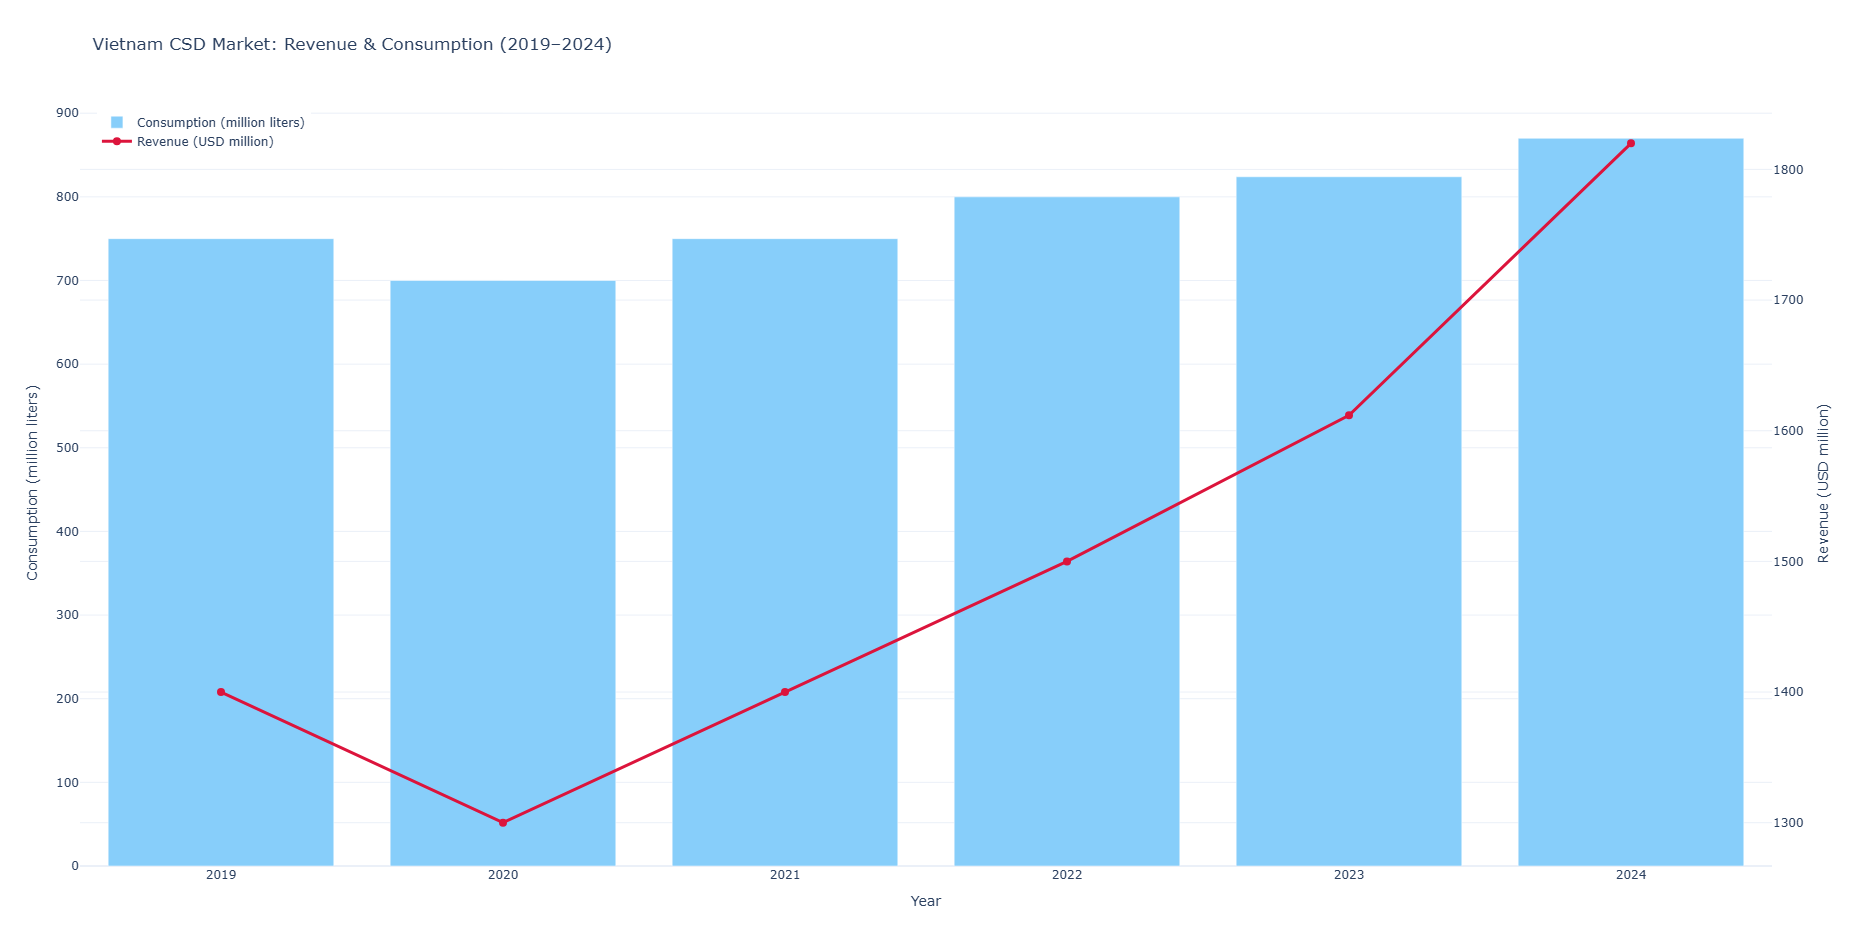 Vietnam CSD Market: Revenue & Consumption (2019–2024)
Consumption (million liters)
Revenue (USD million)
900
800
700
600
500
400
300
200
100
0
Consumption (million liters)
1800
1700
1600
1500
1400
1300
Revenue (USD million)
2019 2020 2021 2022 2023 2024
Year